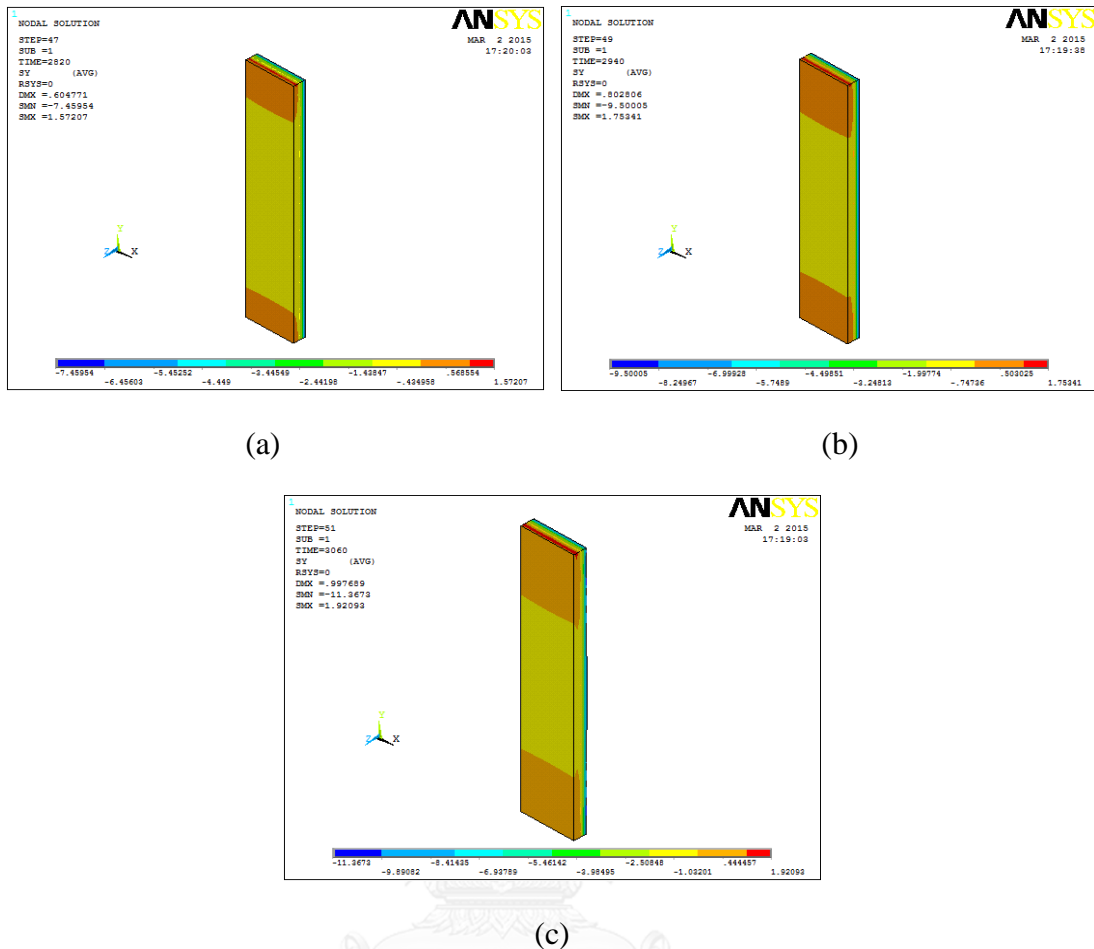 1
NODAL SOLUTION
STEP=47
SUB =1
TIME=2820
SY (AVG)
RSYS=0
DMX =.604771
SMN =-7.45954
SMX =1.57207
ANSYS
MAR 2 2015
17:20:03
Y
Z X
-7.45954 -5.45252 -3.44549 -1.43847 .568554
-6.45603 -4.449 -2.44198 -.434958 1.57207
(a)
1
NODAL SOLUTION
STEP=49
SUB =1
TIME=2940
SY (AVG)
RSYS=0
DMX =.802806
SMN =-9.50005
SMX =1.75341
ANSYS
MAR 2 2015
17:19:38
Y
Z X
-9.50005 -6.99928 -4.49851 -1.99774 .503025
-8.24967 -5.7489 -3.24813 -.74736 1.75341
(b)
1
NODAL SOLUTION
STEP=51
SUB =1
TIME=3060
SY (AVG)
RSYS=0
DMX =.997689
SMN =-11.3673
SMX =1.92093
ANSYS
MAR 2 2015
17:19:03
Y
Z X
-11.3673 -8.41435 -5.46142 -2.50848 .444457
-9.89082 -6.93789 -3.98495 -1.03201 1.92093
(c)